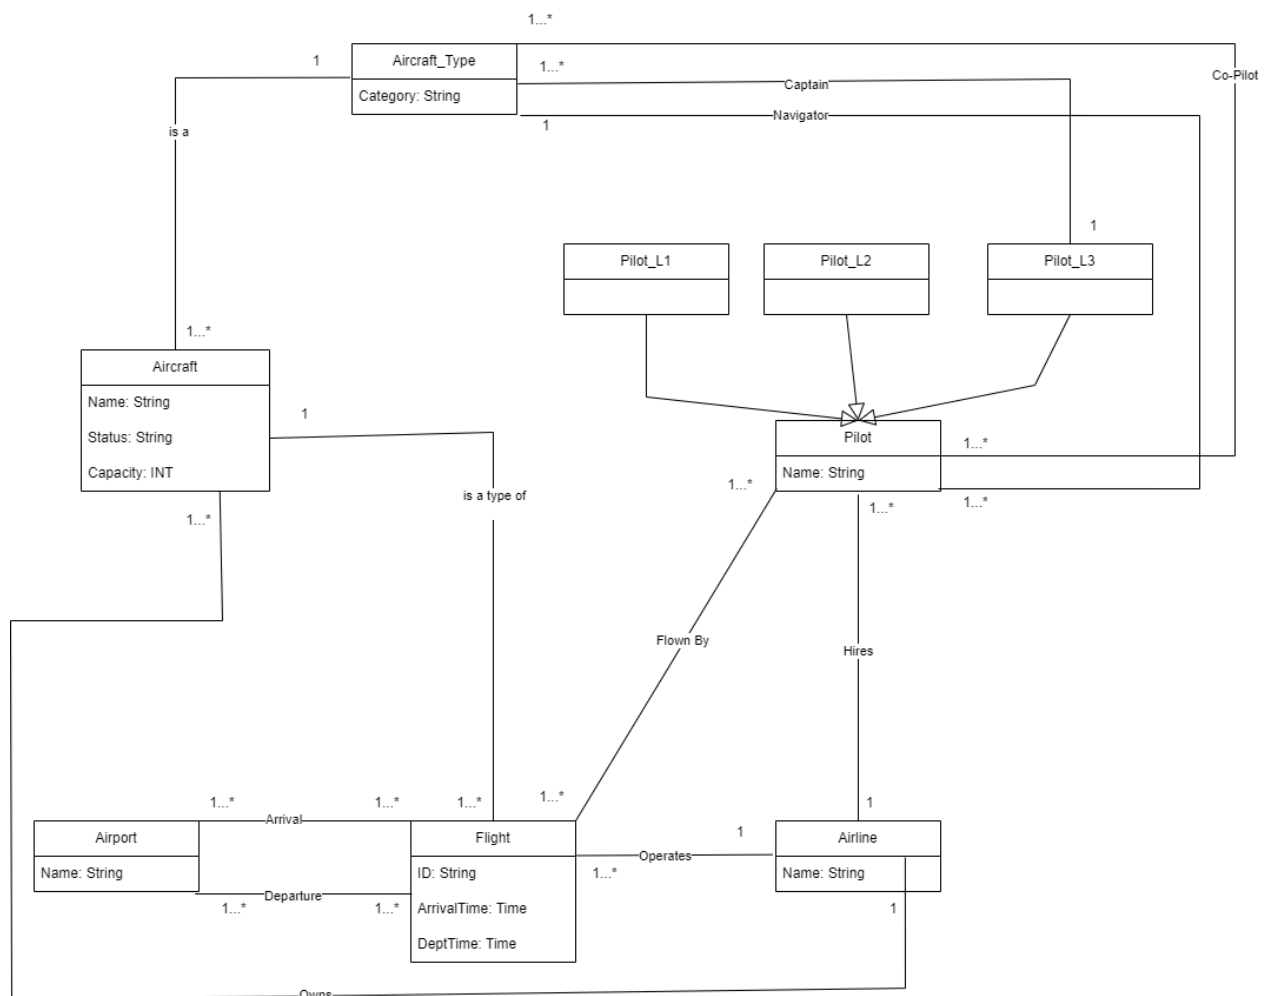 1...*
1
Aircraft_Type
1...*
Co-Pilot
Captain
Category: String
Navigator
1
is a
1
Pilot_L1
Pilot_L2
Pilot_L3
1...*
Aircraft
Name: String
1
Status: String
Pilot
1...*
Capacity: INT
Name: String
1...*
is a type of
1...*
1...*
1...*
Flown By
Hires
1...*
1...*
1...*
1...*
1
Arrival
Airport
Flight
1
Airline
Operates
Name: String
ID: String
1...*
Name: String
Departure
1...*
1...*
ArrivalTime: Time
1
DeptTime: Time
Owns